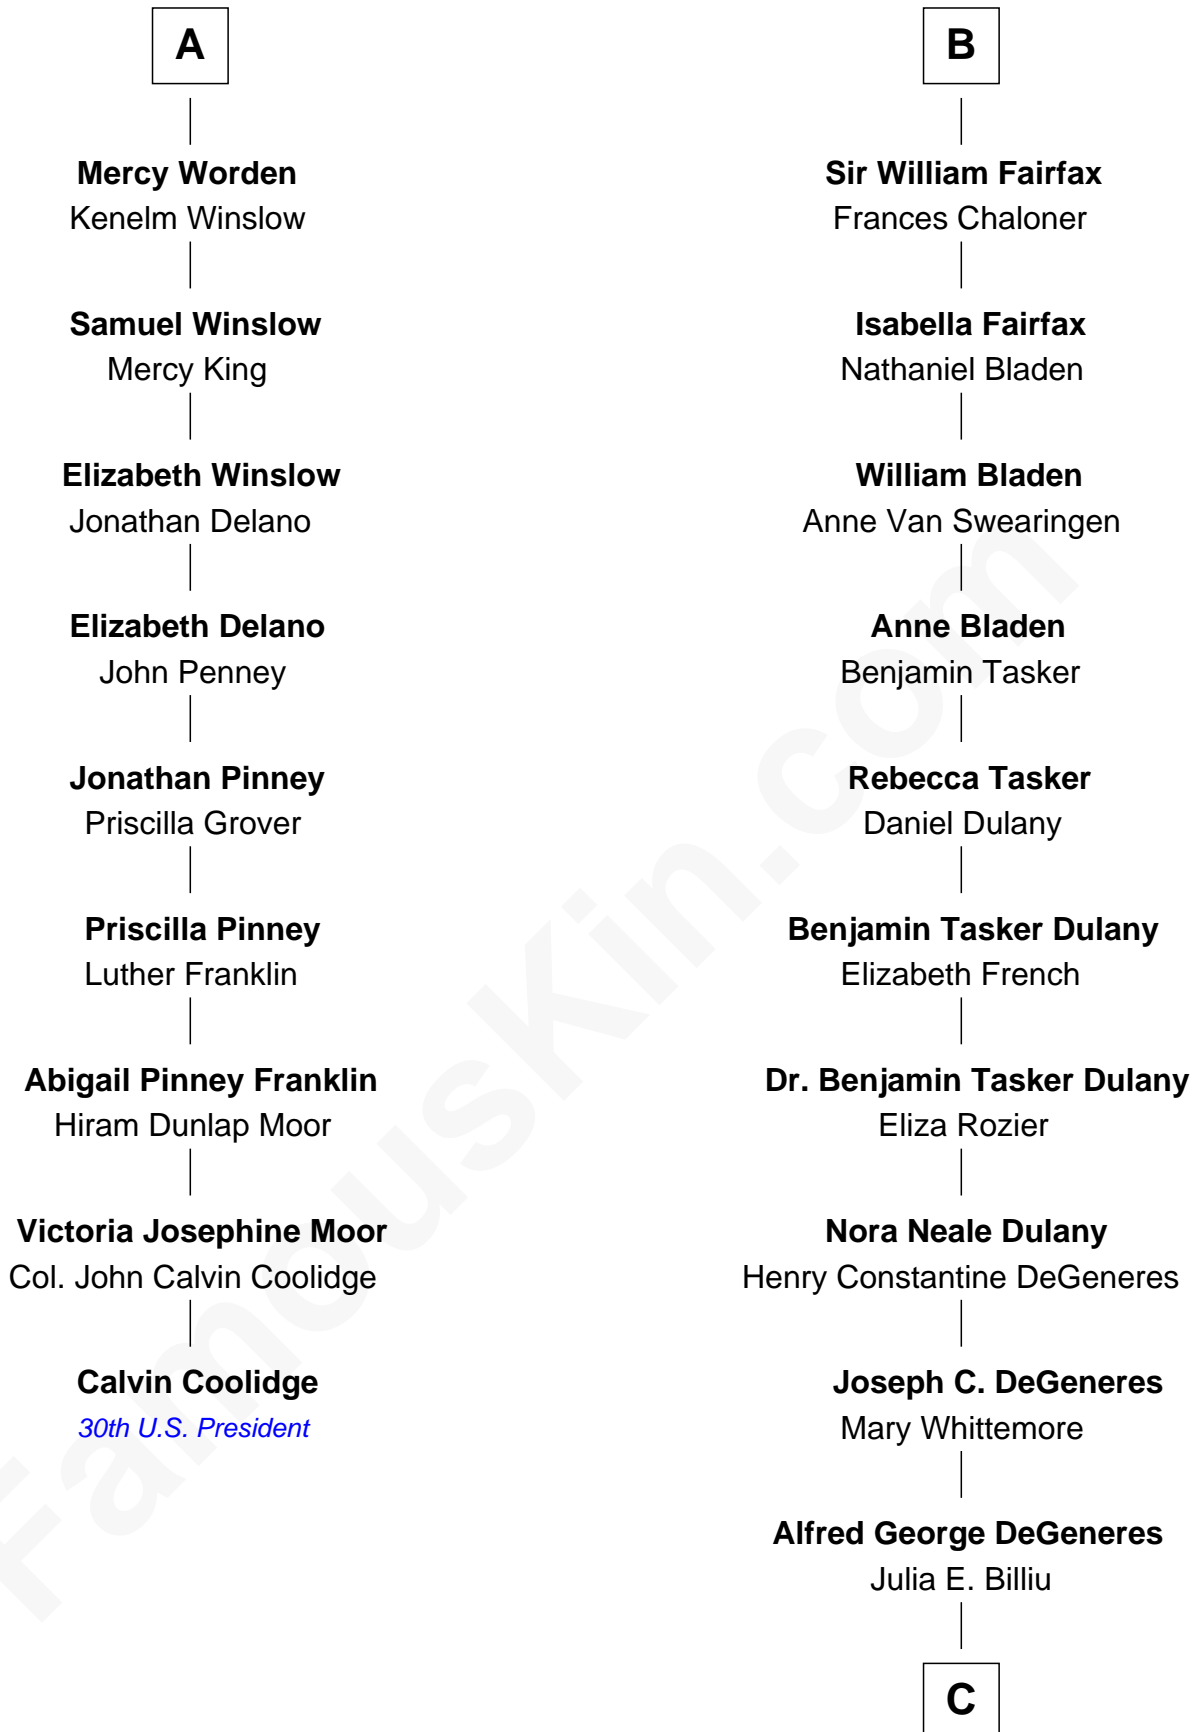 A
Mercy Worden
Kenelm Winslow
Samuel Winslow
Mercy King
Elizabeth Winslow
Jonathan Delano
Elizabeth Delano
John Penney
Jonathan Pinney
Priscilla Grover
Priscilla Pinney
Luther Franklin
Abigail Pinney Franklin
Hiram Dunlap Moor
Victoria Josephine Moor
Col. John Calvin Coolidge
Calvin Coolidge
30th U.S. President
B
Sir William Fairfax
Frances Chaloner
Isabella Fairfax
Nathaniel Bladen
William Bladen
Anne Van Swearingen
Anne Bladen
Benjamin Tasker
Rebecca Tasker
Daniel Dulany
Benjamin Tasker Dulany
Elizabeth French
Dr. Benjamin Tasker Dulany
Eliza Rozier
Nora Neale Dulany
Henry Constantine DeGeneres
Joseph C. DeGeneres
Mary Whittemore
Alfred George DeGeneres
Julia E. Billiu
C
FamousKin.com